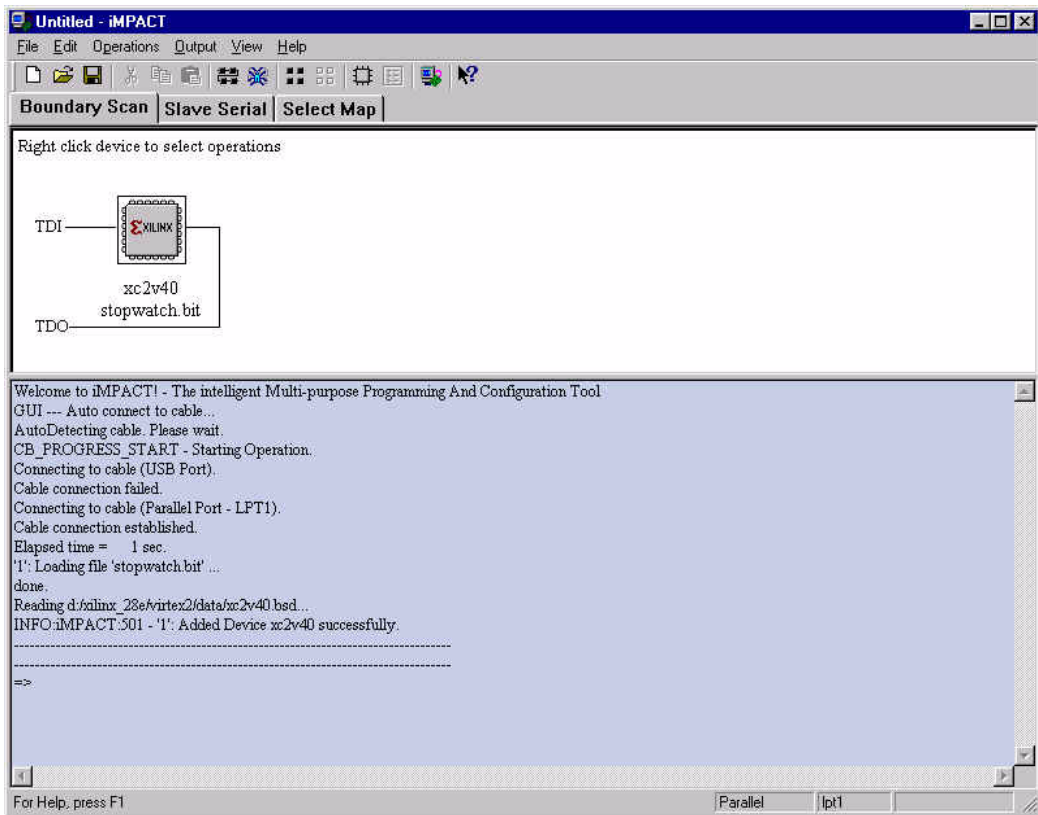 Untitled - iMPACT
File Edit Operations Output View Help
Boundary Scan Slave Serial Select Map
Right click device to select operations
TDI
XILINX
xc2v40
stopwatch.bit
TDO
Welcome to iMPACT! - The intelligent Multi-purpose Programming And Configuration Tool
GUI --- Auto connect to cable...
AutoDetecting cable. Please wait.
CB_PROGRESS_START - Starting Operation.
Connecting to cable (USB Port).
Cable connection failed.
Connecting to cable (Parallel Port - LPT1).
Cable connection established.
Elapsed time = 1 sec.
'1': Loading file 'stopwatch.bit' ...
done.
Reading d:/xilinx_28e/virtex2/data/xc2v40.bsd...
INFO:iMPACT:501 - '1': Added Device xc2v40 successfully.
----------------------------------------------------------------------
----------------------------------------------------------------------
=>
For Help, press F1 Parallel lpt1